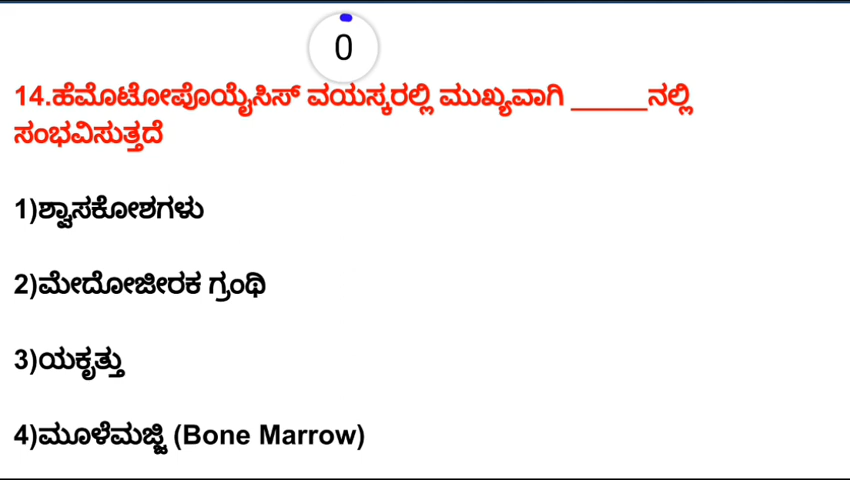 0
14.ಹೆಮೊಟೋಪೊಯೈಸಿಸ್ ವಯಸ್ಕರಲ್ಲಿ ಮುಖ್ಯವಾಗಿ _____ನಲ್ಲಿ
ಸಂಭವಿಸುತ್ತದೆ
1)ಶ್ವಾಸಕೋಶಗಳು
2)ಮೇದೋಜೀರಕ ಗ್ರಂಥಿ
3)ಯಕೃತ್ತು
4)ಮೂಳೆಮಜ್ಜಿ (Bone Marrow)